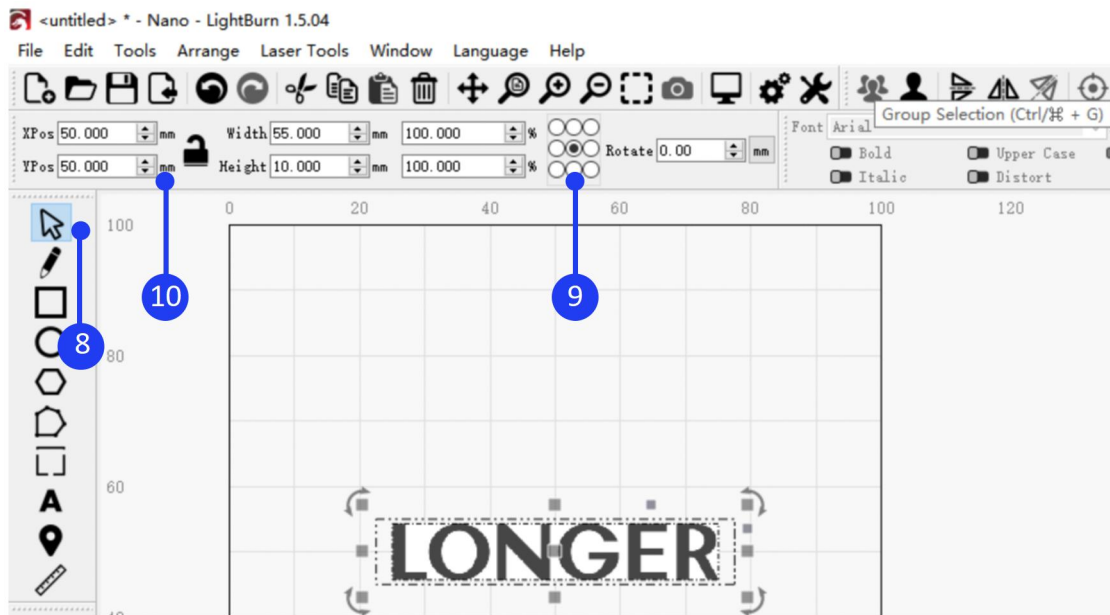 <untitled> * - Nano - LightBurn 1.5.04
File Edit Tools Arrange Laser Tools Window Language Help
Group Selection (Ctrl/⌘ + G)
XPos 50.000 mm Width 55.000 mm 100.000 % Rotate 0.00 mm Font Arial
YPos 50.000 mm Height 10.000 mm 100.000 % Bold Upper Case
Italic Distort
0 20 40 60 80 100 120
100
10
9
8
80
60
A
LONGER
40